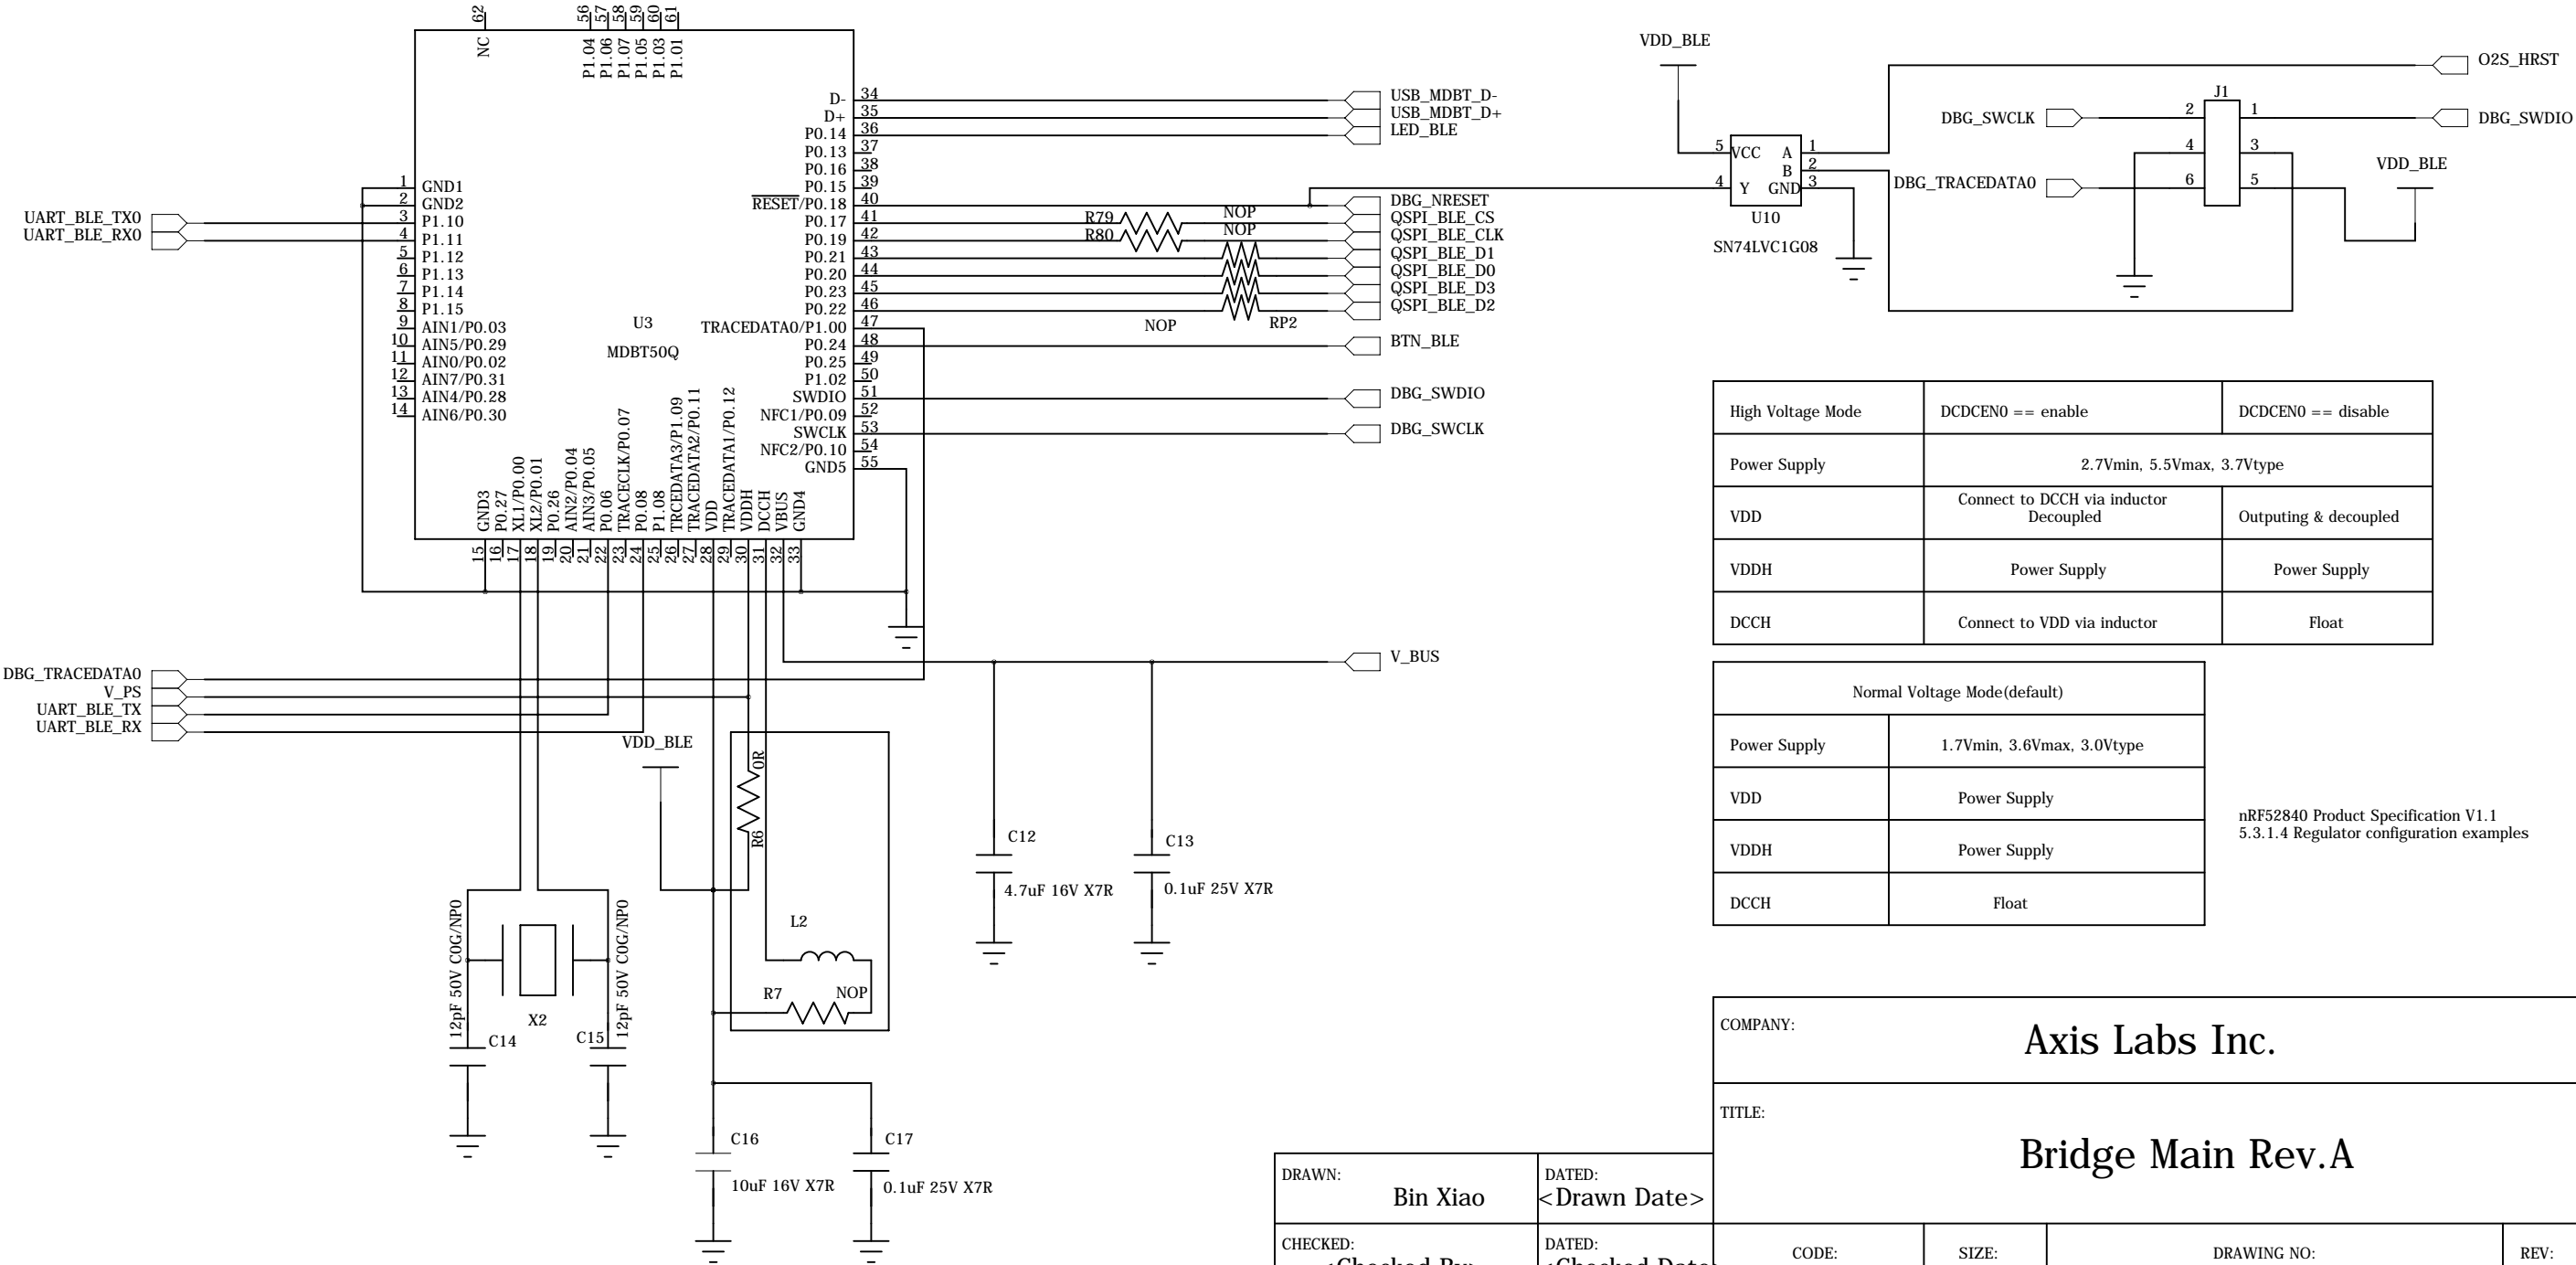 62
NC
56
57
58
59
60
61
P1.04
P1.06
P1.07
P1.05
P1.03
P1.01
D- 34
D+ 35
P0.14 36
P0.13 37
P0.16 38
P0.15 39
RESET/P0.18 40
P0.17 41
P0.19 42
P0.21 43
P0.20 44
P0.23 45
P0.22 46
TRACEDATA0/P1.00 47
P0.24 48
P0.25 49
P1.02 50
SWDIO 51
NFC1/P0.09 52
SWCLK 53
NFC2/P0.10 54
GND5 55
1 GND1
2 GND2
3 P1.10
4 P1.11
5 P1.12
6 P1.13
7 P1.14
8 P1.15
9 AIN1/P0.03
10 AIN5/P0.29
11 AIN0/P0.02
12 AIN7/P0.31
13 AIN4/P0.28
14 AIN6/P0.30
UART_BLE_TX0
UART_BLE_RX0
U3
MDBT50Q
GND3
P0.27
XL1/P0.00
XL2/P0.01
P0.26
AIN2/P0.04
AIN3/P0.05
P0.06
TRACECLK/P0.07
P0.08
P1.08
TRCEDATA3/P1.09
TRACEDATA2/P0.11
VDD
TRACEDATA1/P0.12
VDDH
DCCH
VBUS
GND4
15
16
17
18
19
20
21
22
23
24
25
26
27
28
29
30
31
32
33
USB_MDBT_D-
USB_MDBT_D+
LED_BLE
DBG_NRESET
QSPI_BLE_CS
QSPI_BLE_CLK
QSPI_BLE_D1
QSPI_BLE_D0
QSPI_BLE_D3
QSPI_BLE_D2
R79 NOP
R80 NOP
NOP RP2
BTN_BLE
DBG_SWDIO
DBG_SWCLK
V_BUS
DBG_TRACEDATA0
V_PS
UART_BLE_TX
UART_BLE_RX
VDD_BLE
0R
R6
L2
R7 NOP
C12
4.7uF 16V X7R
C13
0.1uF 25V X7R
12pF 50V C0G/NP0
C14
X2
12pF 50V C0G/NP0
C15
C16
10uF 16V X7R
C17
0.1uF 25V X7R
VDD_BLE
5 VCC A 1
B 2
4 Y GND 3
U10
SN74LVC1G08
O2S_HRST
J1
DBG_SWCLK 2 1 DBG_SWDIO
4 3
DBG_TRACEDATA0 6 5
VDD_BLE
High Voltage Mode DCDCEN0 == enable DCDCEN0 == disable
Power Supply 2.7Vmin, 5.5Vmax, 3.7Vtype
VDD Connect to DCCH via inductor
Decoupled Outputing & decoupled
VDDH Power Supply Power Supply
DCCH Connect to VDD via inductor Float
Normal Voltage Mode(default)
Power Supply 1.7Vmin, 3.6Vmax, 3.0Vtype
VDD Power Supply
VDDH Power Supply
DCCH Float
nRF52840 Product Specification V1.1
5.3.1.4 Regulator configuration examples
COMPANY:
Axis Labs Inc.
TITLE:
Bridge Main Rev.A
DRAWN:
Bin Xiao
DATED:
<Drawn Date>
CHECKED:
<Checked By>
DATED:
<Checked Date>
CODE: SIZE: DRAWING NO: REV: